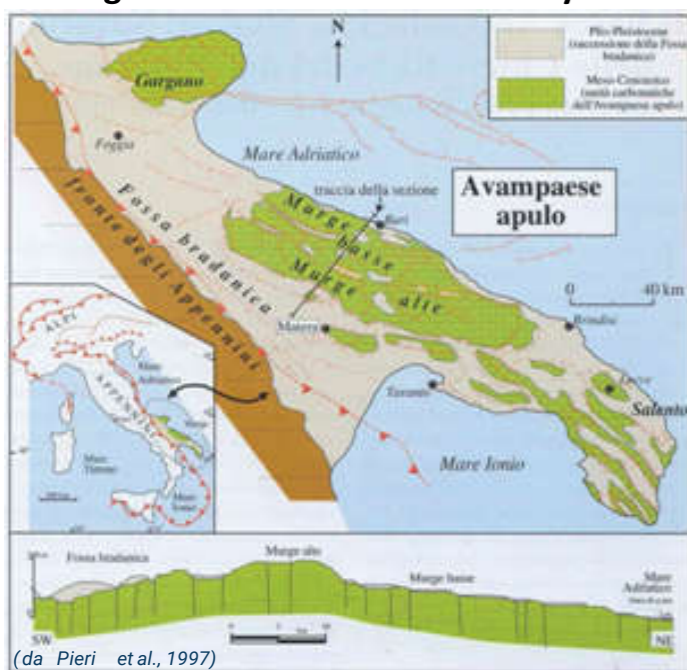 N
Plio-Pleistocene
(successione della Fossa
bradanica)
Meso-Cenozoico
(unità carbonatiche
dell'Avampaese apulo)
Gargano
Foggia
Mare Adriatico
traccia della sezione
Avampaese
apulo
Bari
Murge
basse
Murge alte
Fossa bradanica
fronte degli Appennini
0 40 km
Matera
Brindisi
Taranto
Lecce
Salento
Mare Ionio
ALPI
APPENNINI
Mare
Adriatico
Mare
Tirreno
Mare
Ionio
Fossa bradanica
Murge alte
Murge basse
Mare
Adriatico
SW
NE
(da Pieri et al., 1997)